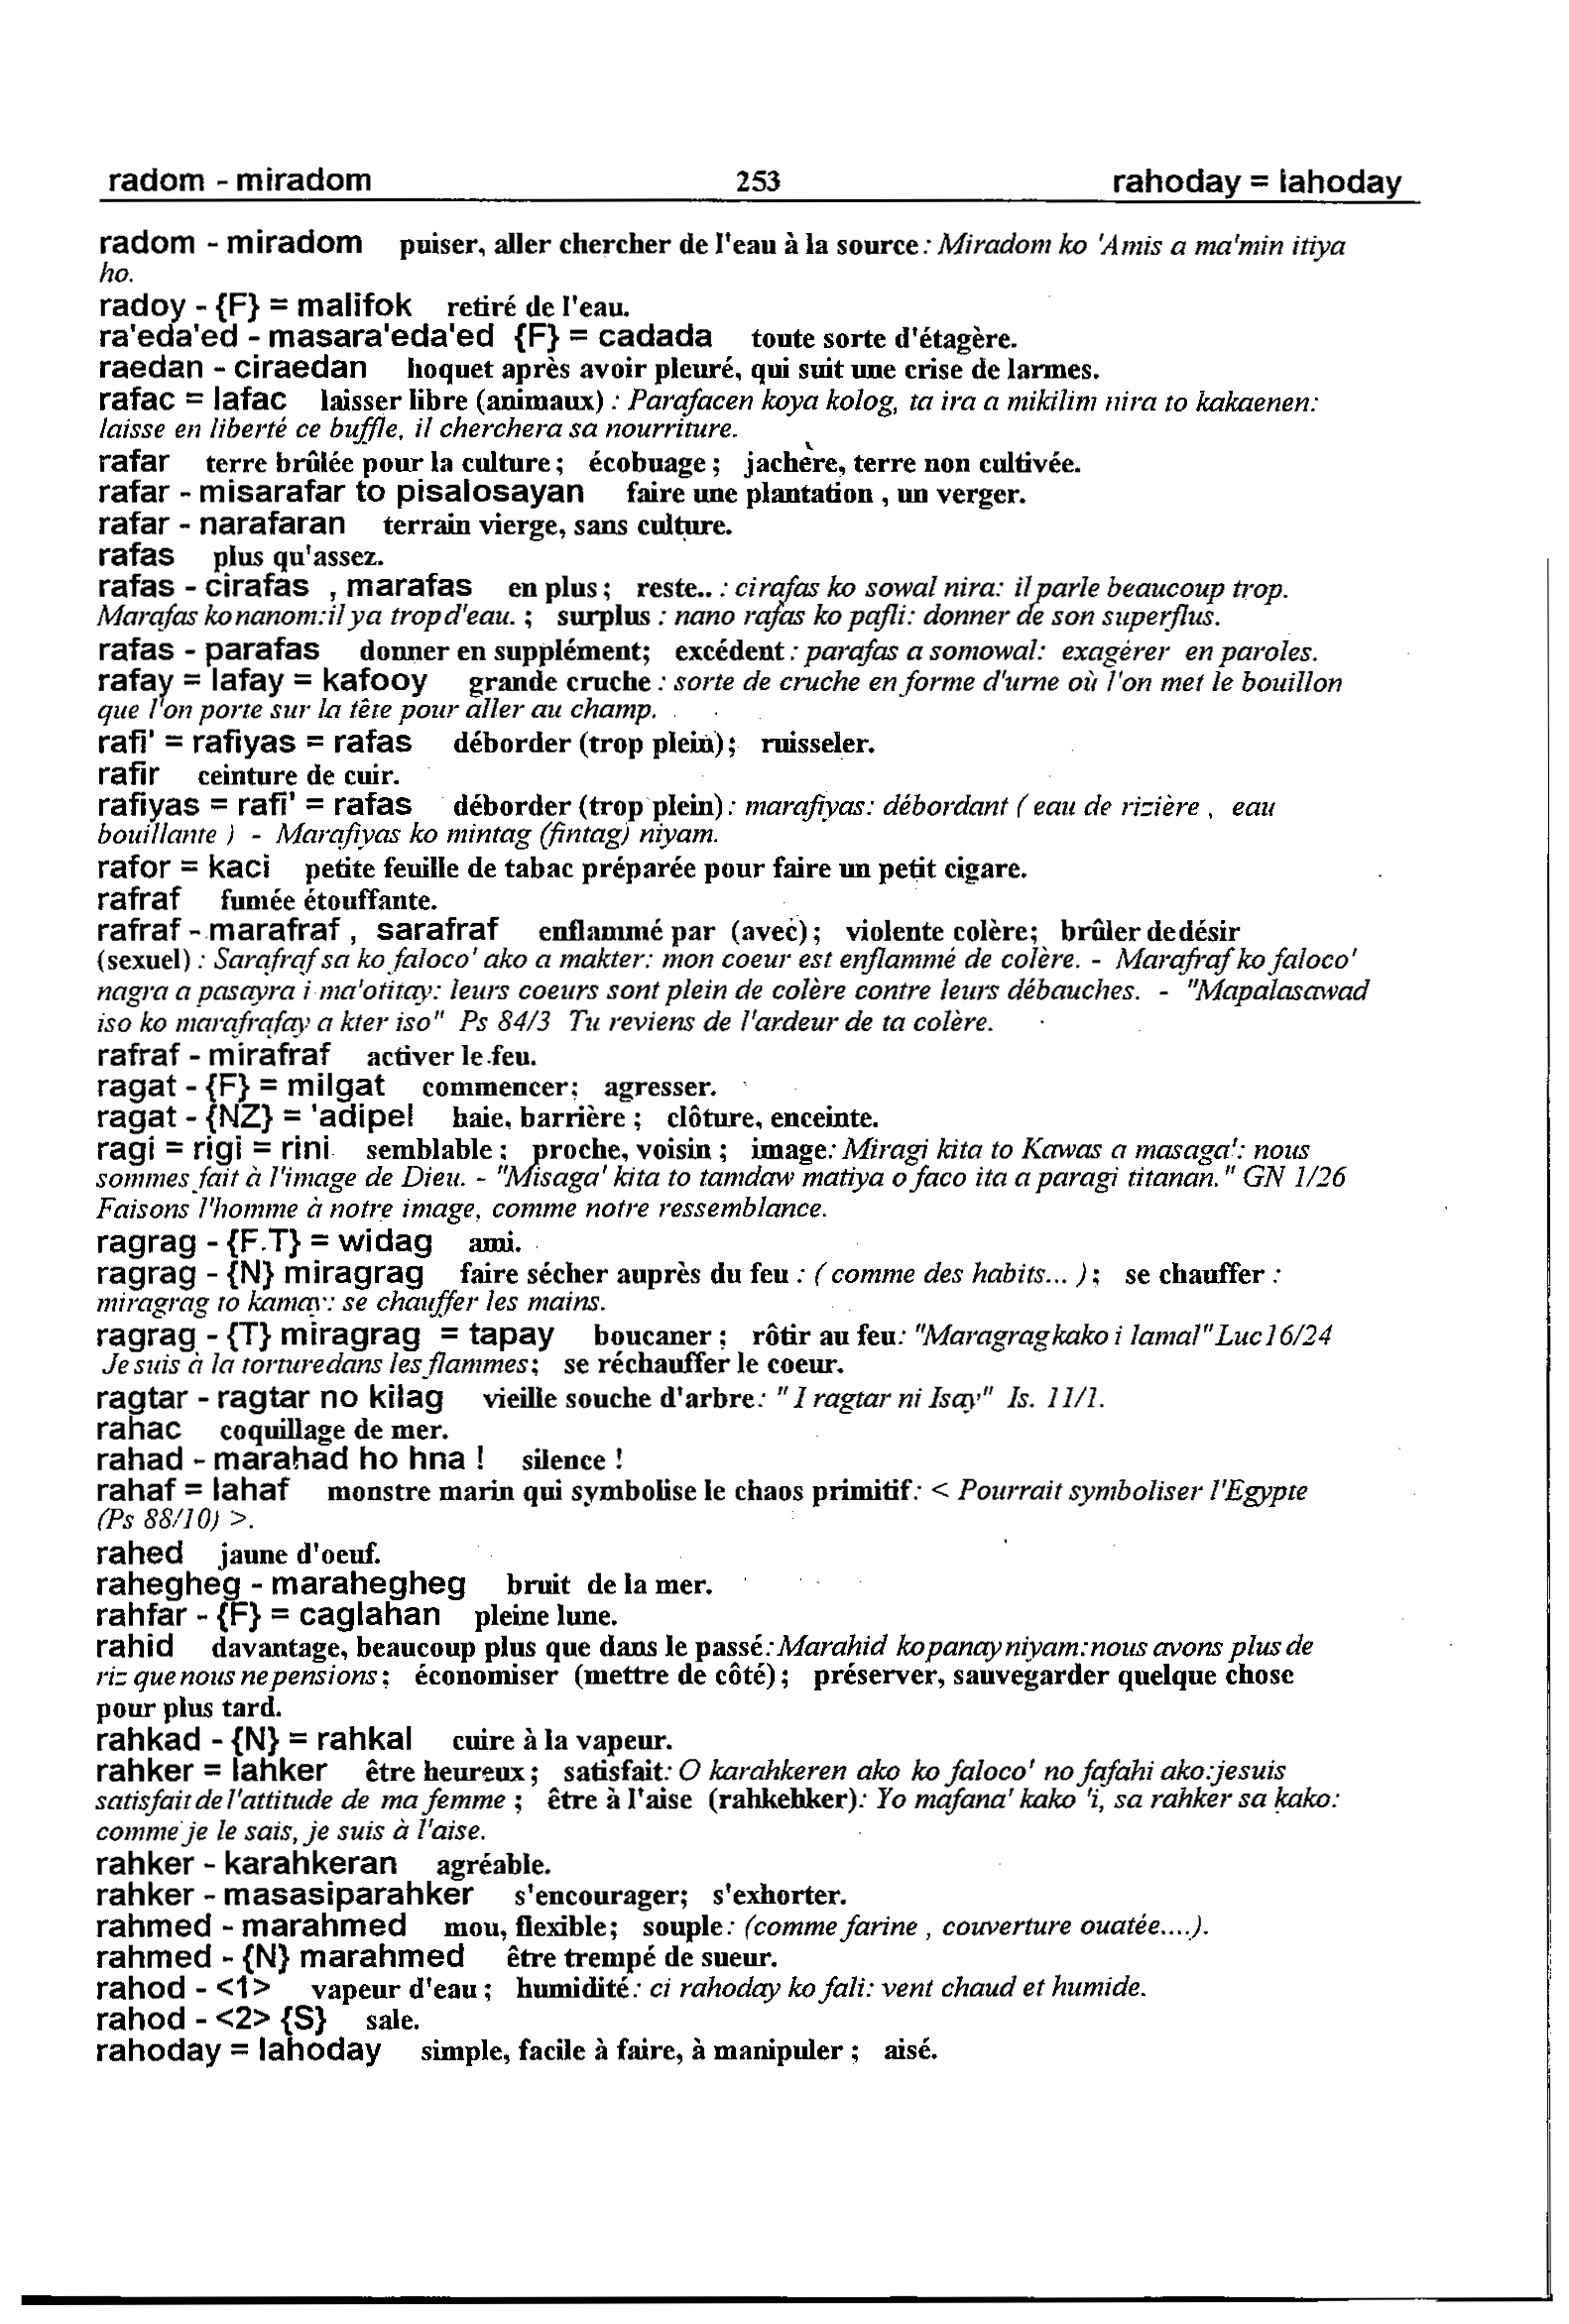 radom - miradom 253 rahoday = lahoday
radom - miradom puiser, aller chercher de l'eau à la source : Miradom ko 'Amis a ma'min itiya
ho.
radoy - {F} = malifok retiré de l'eau.
ra'eda'ed - masara'eda'ed {F} = cadada toute sorte d'étagère.
raedan - ciraedan hoquet après avoir pleuré, qui suit une crise de larmes.
rafac = lafac laisser libre (animaux) : Parafacen koya kolog, ta ira a mikilim nira to kakaenen:
laisse en liberté ce buffle, il cherchera sa nourriture.
rafar terre brûlée pour la culture ; écobuage ; jachère, terre non cultivée.
rafar - misarafar to pisalosayan faire une plantation , un verger.
rafar - narafaran terrain vierge, sans culture.
rafas plus qu'assez.
rafas - cirafas , marafas en plus ; reste.. : cirafas ko sowal nira: il parle beaucoup trop.
Marafas ko nanom: il y a trop d'eau. ; surplus : nano rafas ko pafli: donner de son superflus.
rafas - parafas donner en supplément; excédent : parafas a somowal: exagérer en paroles.
rafay = lafay = kafooy grande cruche : sorte de cruche en forme d'urne où l'on met le bouillon
que l'on porte sur la tête pour aller au champ.
rafi' = rafiyas = rafas déborder (trop plein) ; ruisseler.
rafir ceinture de cuir.
rafiyas = rafi' = rafas déborder (trop plein) : marafiyas: débordant ( eau de rizière , eau
bouillante ) - Marafiyas ko mintag (fintag) niyam.
rafor = kaci petite feuille de tabac préparée pour faire un petit cigare.
rafraf fumée étouffante.
rafraf - marafraf , sarafraf enflammé par (avec) ; violente colère; brûler de désir
(sexuel) : Sarafraf sa ko faloco' ako a makter: mon coeur est enflammé de colère. - Marafraf ko faloco'
nagra a pasayra i ma'otitay: leurs coeurs sont plein de colère contre leurs débauches. - "Mapalasawad
iso ko marafrafay a kter iso" Ps 84/3 Tu reviens de l'ardeur de ta colère.
rafraf - mirafraf activer le feu.
ragat - {F} = milgat commencer; agresser.
ragat - {NZ} = 'adipel haie, barrière ; clôture, enceinte.
ragi = rigi = rini semblable ; proche, voisin ; image: Miragi kita to Kawas a masaga': nous
sommes fait à l'image de Dieu. - "Misaga' kita to tamdaw matiya o faco ita a paragi titanan." GN 1/26
Faisons l'homme à notre image, comme notre ressemblance.
ragrag - {F.T} = widag ami.
ragrag - {N} miragrag faire sécher auprès du feu : ( comme des habits... ) ; se chauffer :
miragrag to kamay: se chauffer les mains.
ragrag - {T} miragrag = tapay boucaner ; rôtir au feu: "Maragrag kako i lamal" Luc 16/24
Je suis à la torture dans les flammes; se réchauffer le coeur.
ragtar - ragtar no kilag vieille souche d'arbre: "I ragtar ni Isay" Is. 11/1.
rahac coquillage de mer.
rahad - marahad ho hna ! silence !
rahaf = lahaf monstre marin qui symbolise le chaos primitif: < Pourrait symboliser l'Egypte
(Ps 88/10) >.
rahed jaune d'oeuf.
rahegheg - marahegheg bruit de la mer.
rahfar - {F} = caglahan pleine lune.
rahid davantage, beaucoup plus que dans le passé: Marahid ko panay niyam: nous avons plus de
riz que nous ne pensions ; économiser (mettre de côté) ; préserver, sauvegarder quelque chose
pour plus tard.
rahkad - {N} = rahkal cuire à la vapeur.
rahker = lahker être heureux ; satisfait: O karahkeren ako ko faloco' no fafahi ako: je suis
satisfait de l'attitude de ma femme ; être à l'aise (rahkehker): Yo mafana' kako 'i, sa rahker sa kako:
comme je le sais, je suis à l'aise.
rahker - karahkeran agréable.
rahker - masasiparahker s'encourager; s'exhorter.
rahmed - marahmed mou, flexible; souple: (comme farine , couverture ouatée....).
rahmed - {N} marahmed être trempé de sueur.
rahod - <1> vapeur d'eau ; humidité: ci rahoday ko fali: vent chaud et humide.
rahod - <2> {S} sale.
rahoday = lahoday simple, facile à faire, à manipuler ; aisé.